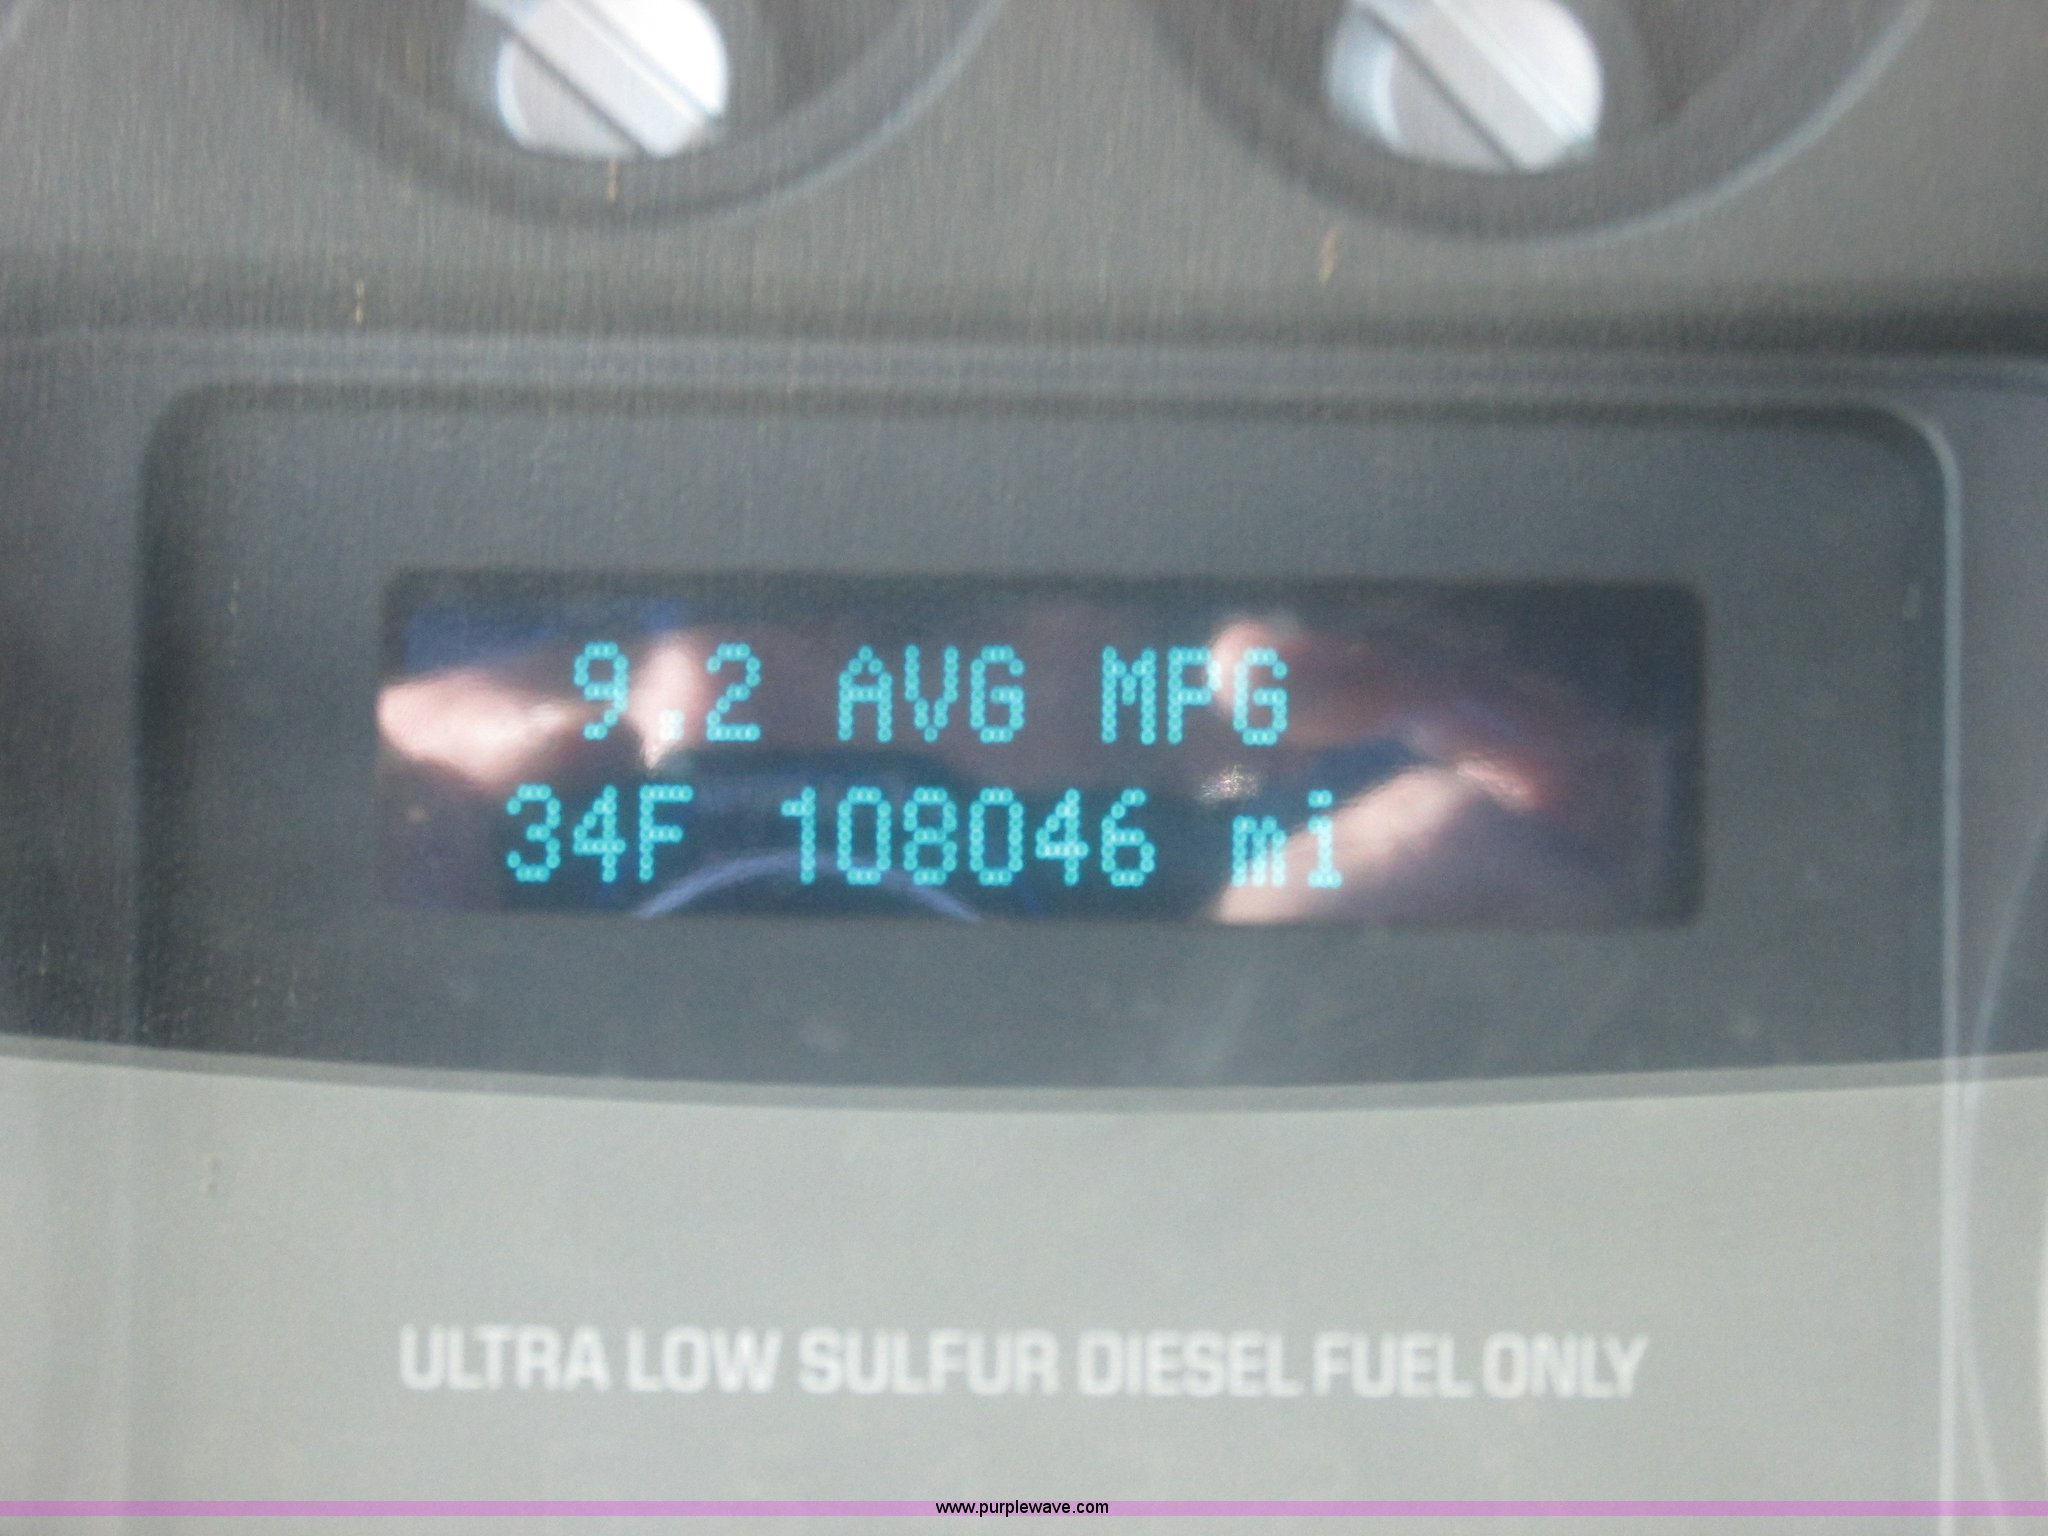 9.2 AVG MPG
34F 108046 mi
ULTRA LOW SULFUR DIESEL FUEL ONLY
www.purplewave.com